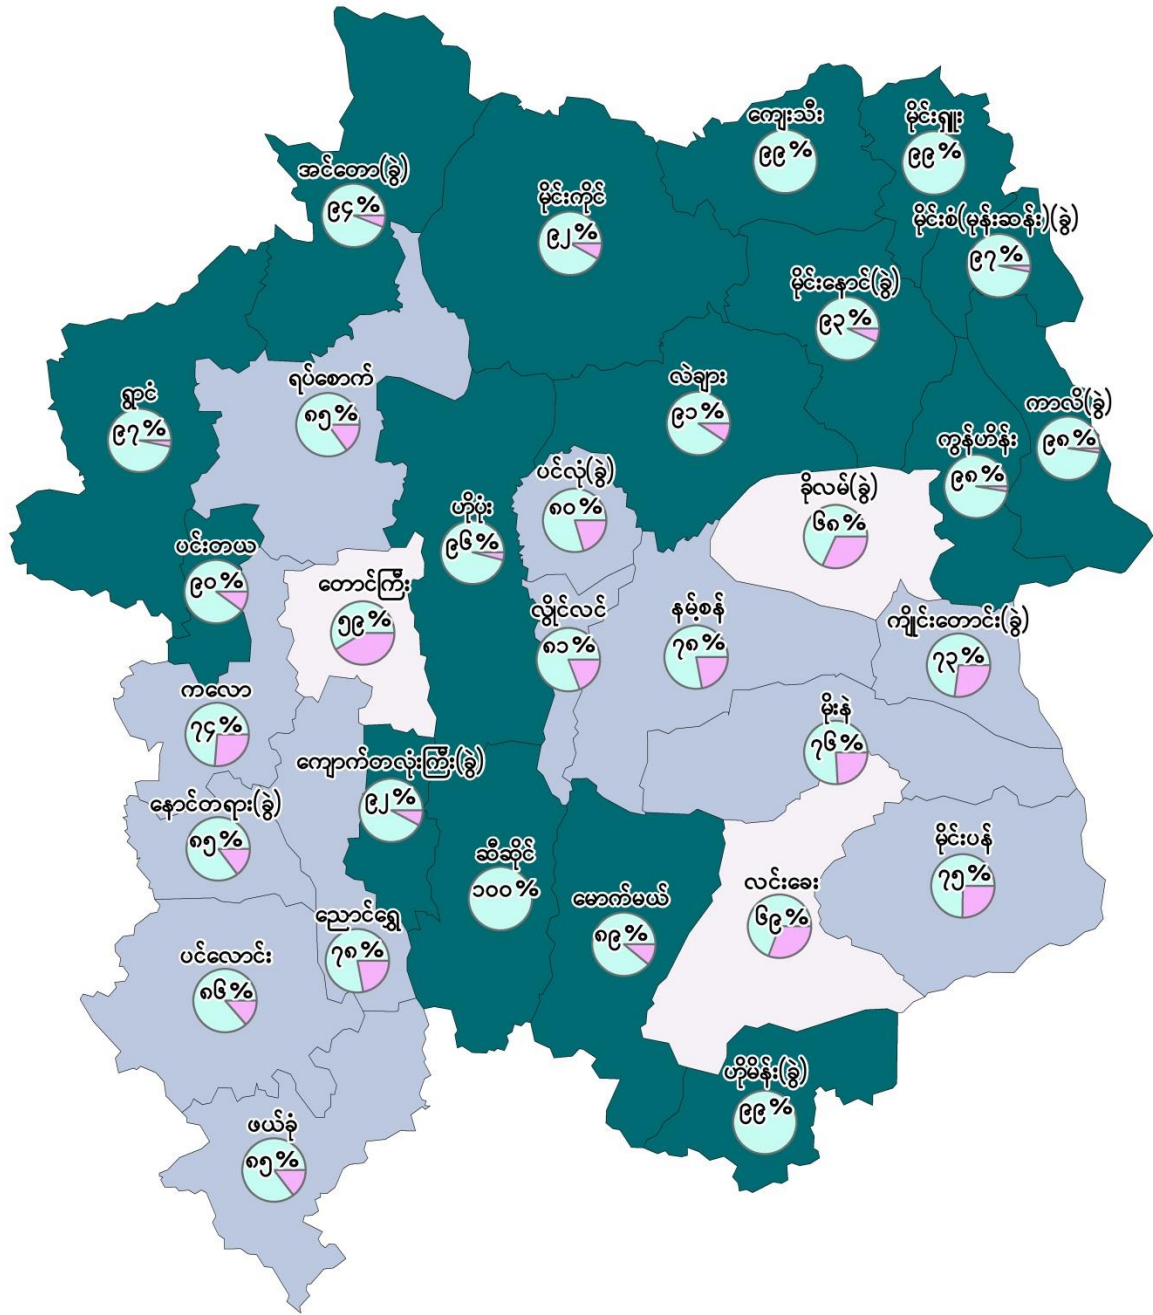 ကျေးသီး
၉၉%
မိုင်းရှူး
၉၉%
အင်တော(ခွဲ)
၉၄%
မိုင်းကိုင်
၉၂%
မိုင်းစံ(မုန်းဆန်း)(ခွဲ)
၉၇%
မိုင်းနောင်(ခွဲ)
၉၃%
ရပ်စောက်
၈၅%
လဲချား
၉၁%
ရွာငံ
၉၇%
ကာလိ(ခွဲ)
၉၈%
ကွန်ဟိန်း
၉၈%
ပင်လုံ(ခွဲ)
၈၀%
ခိုလမ်(ခွဲ)
၆၈%
ဟိုပုံး
၉၆%
ပင်းတယ
၉၀%
တောင်ကြီး
၅၉%
လွိုင်လင်
၈၁%
နမ့်စန်
၇၈%
ကျိုင်းတောင်း(ခွဲ)
၇၃%
ကလော
၇၄%
မိုးနဲ
၇၆%
ကျောက်တလုံးကြီး(ခွဲ)
၉၂%
နောင်တရား(ခွဲ)
၈၅%
ဆီဆိုင်
၁၀၀%
မိုင်းပန်
၇၅%
လင်းခေး
၆၉%
မောက်မယ်
၈၉%
ညောင်ရွှေ
၇၈%
ပင်လောင်း
၈၆%
ဟိုမိန်း(ခွဲ)
၉၉%
ဖယ်ခုံ
၈၅%